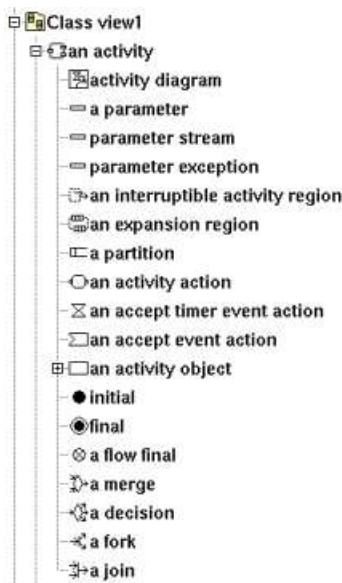 Class view1
an activity
activity diagram
a parameter
parameter stream
parameter exception
an interruptible activity region
an expansion region
a partition
an activity action
an accept timer event action
an accept event action
an activity object
initial
final
a flow final
a merge
a decision
a fork
a join